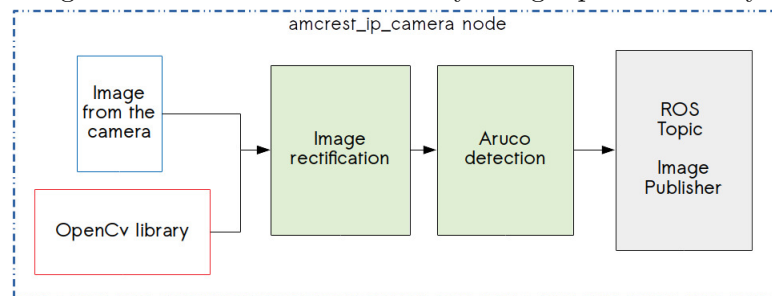 amcrest_ip_camera node
Image
from the
camera
OpenCv library
Image
rectification
Aruco
detection
ROS
Topic
Image
Publisher